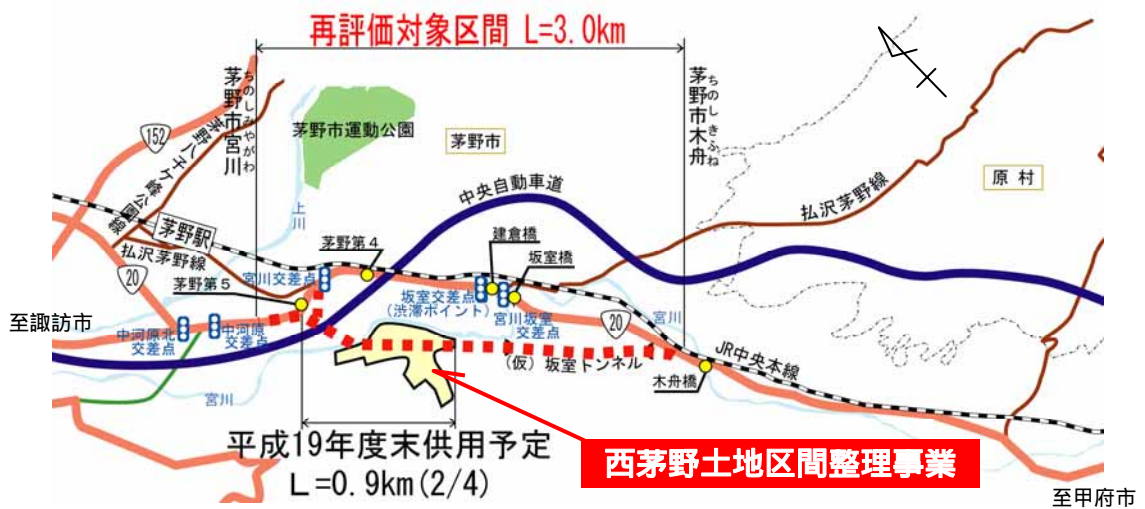 再評価対象区間 L=3.0km
茅野市宮川
ちのしみやがわ
茅野市木舟
ちのしきふね
152
茅野八子ケ峰公園線
茅野市運動公園
茅野市
原村
中央自動車道
払沢茅野線
上川
茅野駅
払沢茅野線
茅野第4
建倉橋
坂室橋
20
宮川交差点
茅野第5
坂室交差点
(渋滞ポイント)
宮川坂室
交差点
20
宮川
至諏訪市
中河原北
交差点
中河原
交差点
(仮)坂室トンネル
JR中央本線
木舟橋
宮川
平成19年度末供用予定
L=0.9km(2/4)
西茅野土地区間整理事業
至甲府市